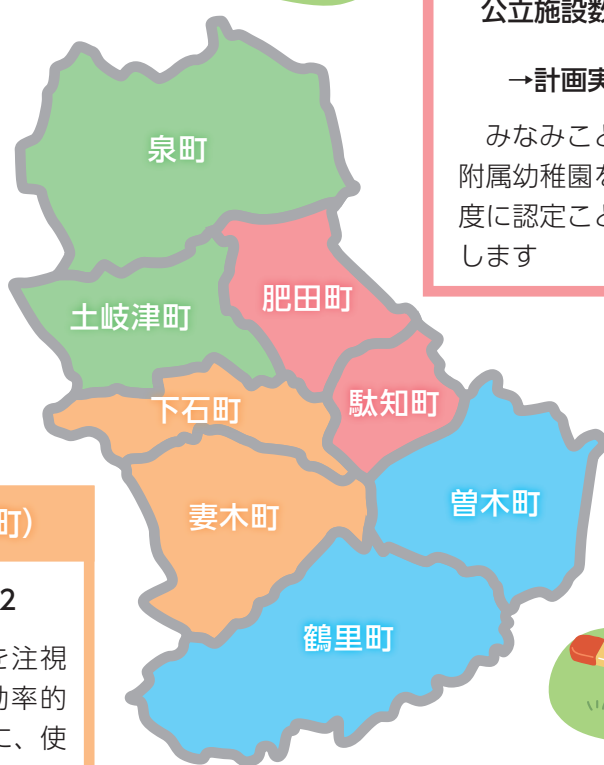 公立施設数
→計画実
みなみこと
附属幼稚園を
度に認定こと
します
泉町
土岐津町
肥田町
下石町
駄知町
妻木町
曽木町
鶴里町
町）
2
を注視
効率的
に、使